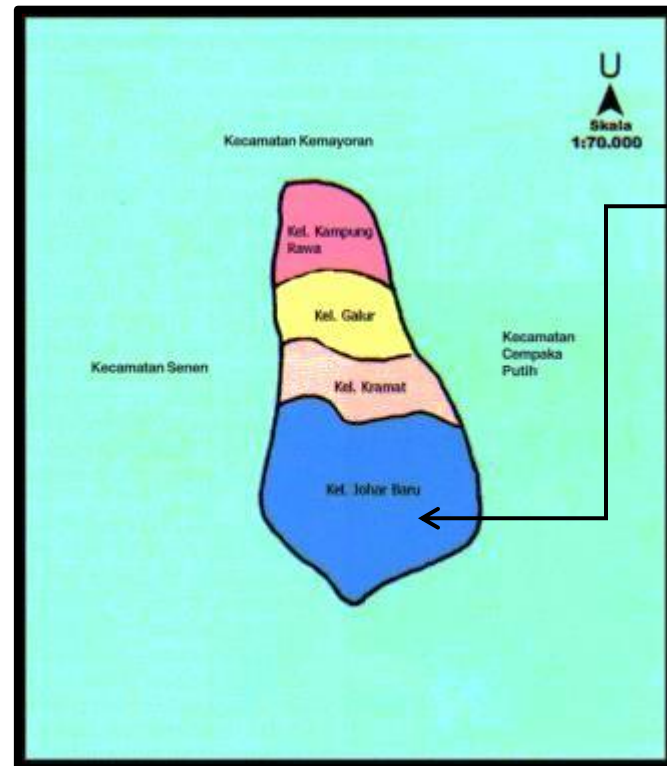 U
Skala
1:70.000
Kecamatan Kemayoran
Kel. Kampung
Rawa
Kel. Galur
Kecamatan
Cempaka
Putih
Kecamatan Senen
Kel. Kramat
Kel. Johar Baru